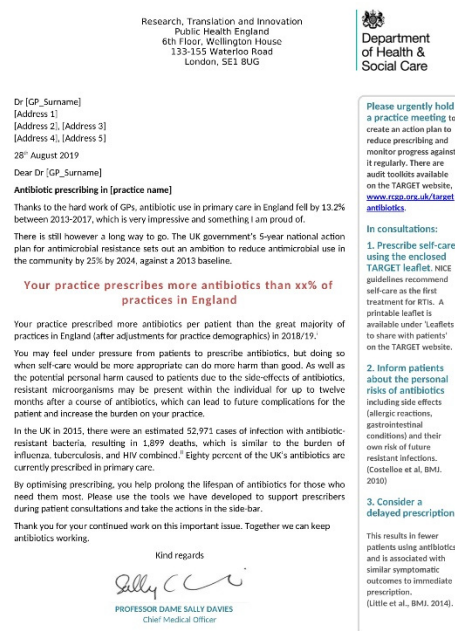 Research, Translation and Innovation
Public Health England
6th Floor, Wellington House
133-155 Waterloo Road
London, SE1 8UG
Department
of Health &
Social Care
Dr [GP_Surname]
[Address 1]
[Address 2], [Address 3]
[Address 4], [Address 5]
28th August 2019
Dear Dr [GP_Surname]
Antibiotic prescribing in [practice name]
Thanks to the hard work of GPs, antibiotic use in primary care in England fell by 13.2%
between 2013-2017, which is very impressive and something I am proud of.
There is still however a long way to go. The UK government's 5-year national action
plan for antimicrobial resistance sets out an ambition to reduce antimicrobial use in
the community by 25% by 2024, against a 2013 baseline.
Your practice prescribes more antibiotics than xx% of
practices in England
Your practice prescribed more antibiotics per patient than the great majority of
practices in England (after adjustments for practice demographics) in 2018/19.i
You may feel under pressure from patients to prescribe antibiotics, but doing so
when self-care would be more appropriate can do more harm than good. As well as
the potential personal harm caused to patients due to the side-effects of antibiotics,
resistant microorganisms may be present within the individual for up to twelve
months after a course of antibiotics, which can lead to future complications for the
patient and increase the burden on your practice.
In the UK in 2015, there were an estimated 52,971 cases of infection with antibiotic-
resistant bacteria, resulting in 1,899 deaths, which is similar to the burden of
influenza, tuberculosis, and HIV combined.ii Eighty percent of the UK's antibiotics are
currently prescribed in primary care.
By optimising prescribing, you help prolong the lifespan of antibiotics for those who
need them most. Please use the tools we have developed to support prescribers
during patient consultations and take the actions in the side-bar.
Thank you for your continued work on this important issue. Together we can keep
antibiotics working.
Kind regards
Sally C
PROFESSOR DAME SALLY DAVIES
Chief Medical Officer
Please urgently hold
a practice meeting to
create an action plan to
reduce prescribing and
monitor progress against
it regularly. There are
audit toolkits available
on the TARGET website,
www.rcgp.org.uk/target
antibiotics.
In consultations:
1. Prescribe self-care
using the enclosed
TARGET leaflet. NICE
guidelines recommend
self-care as the first
treatment for RTIs. A
printable leaflet is
available under 'Leaflets
to share with patients'
on the TARGET website.
2. Inform patients
about the personal
risks of antibiotics
including side effects
(allergic reactions,
gastrointestinal
conditions) and their
own risk of future
resistant infections.
(Costelloe et al, BMJ.
2010)
3. Consider a
delayed prescription
This results in fewer
patients using antibiotics
and is associated with
similar symptomatic
outcomes to immediate
prescription.
(Little et al., BMJ. 2014).